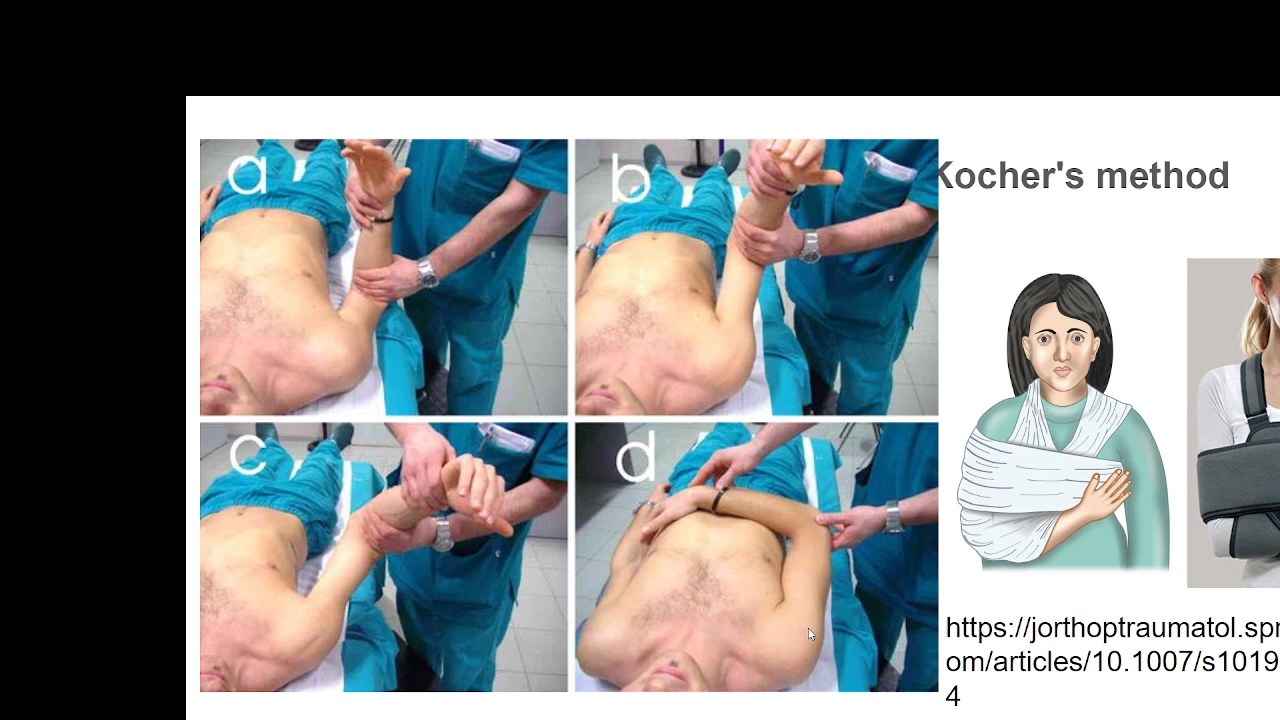 a
b
Kocher's method
c
d
https://jorthoptraumatol.spr
om/articles/10.1007/s1019
4